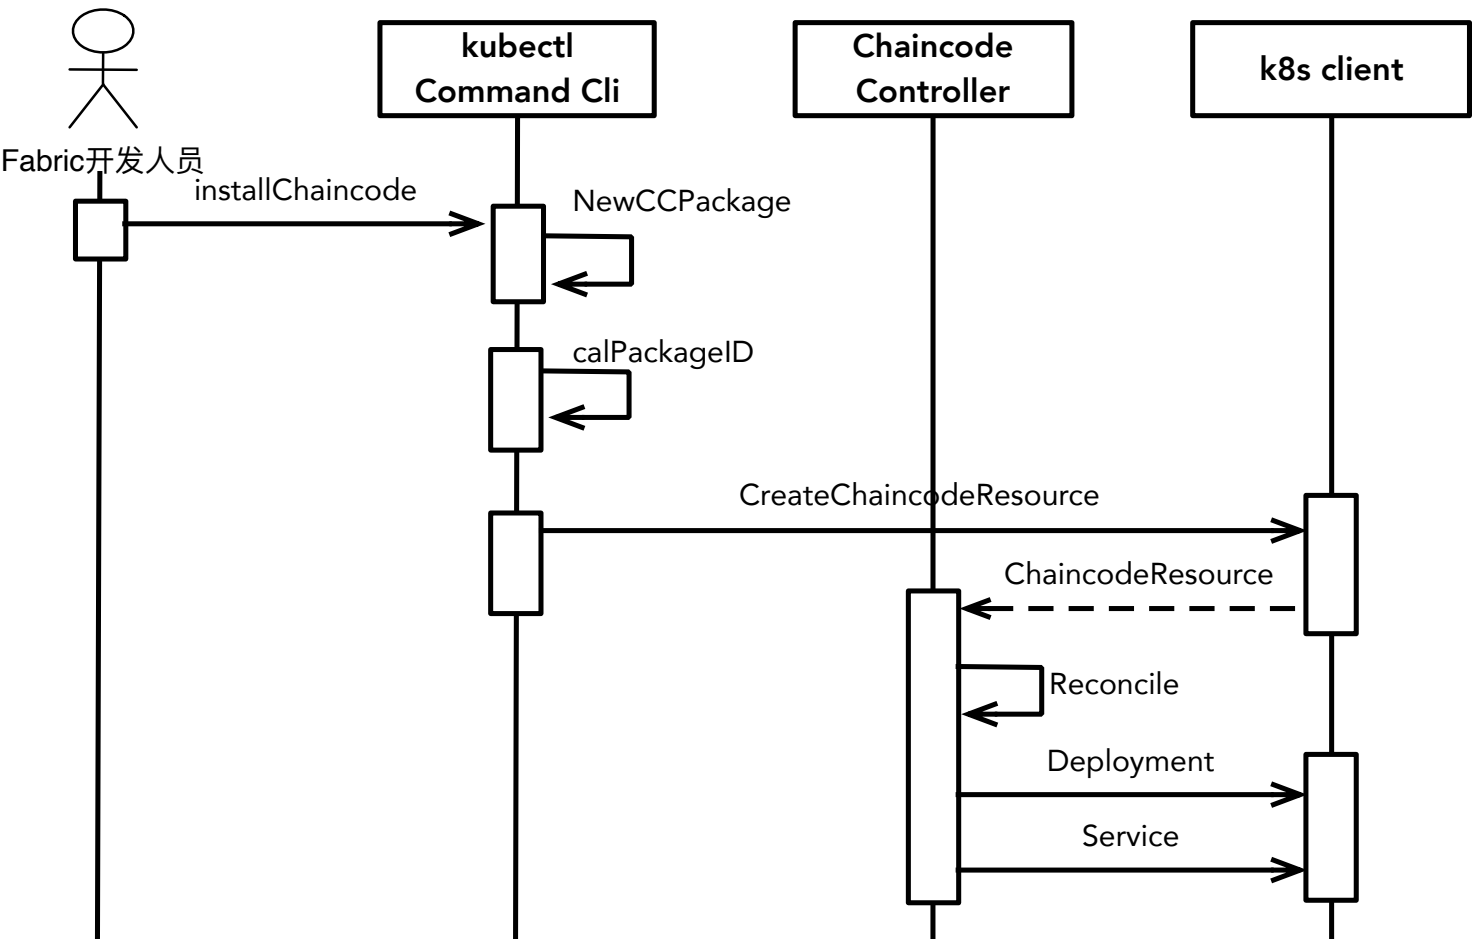 kubectl
Command Cli
Chaincode
Controller
k8s client
Fabric开发人员
installChaincode
NewCCPackage
calPackageID
CreateChaincodeResource
ChaincodeResource
Reconcile
Deployment
Service